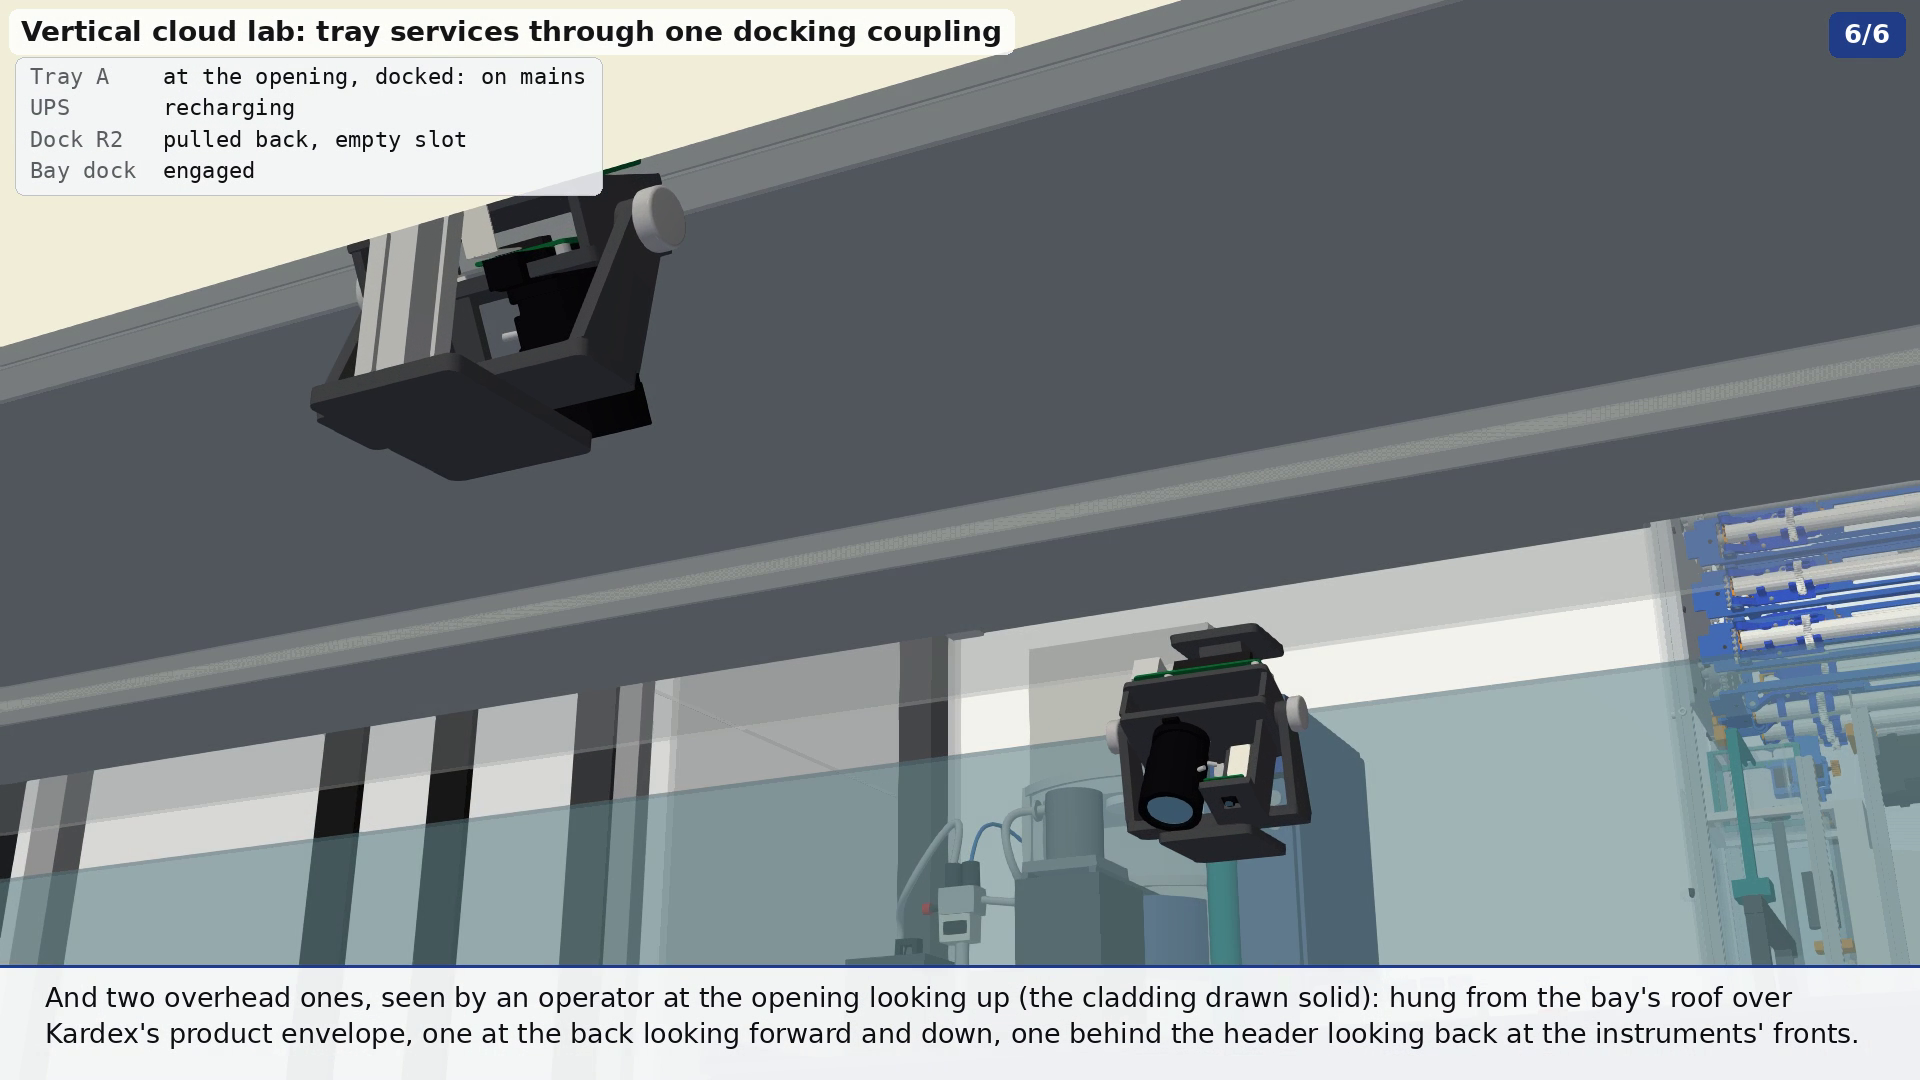 Vertical cloud lab: tray services through one docking coupling
6/6
Tray A at the opening, docked: on mains
UPS recharging
Dock R2 pulled back, empty slot
Bay dock engaged
And two overhead ones, seen by an operator at the opening looking up (the cladding drawn solid): hung from the bay's roof over
Kardex's product envelope, one at the back looking forward and down, one behind the header looking back at the instruments' fronts.